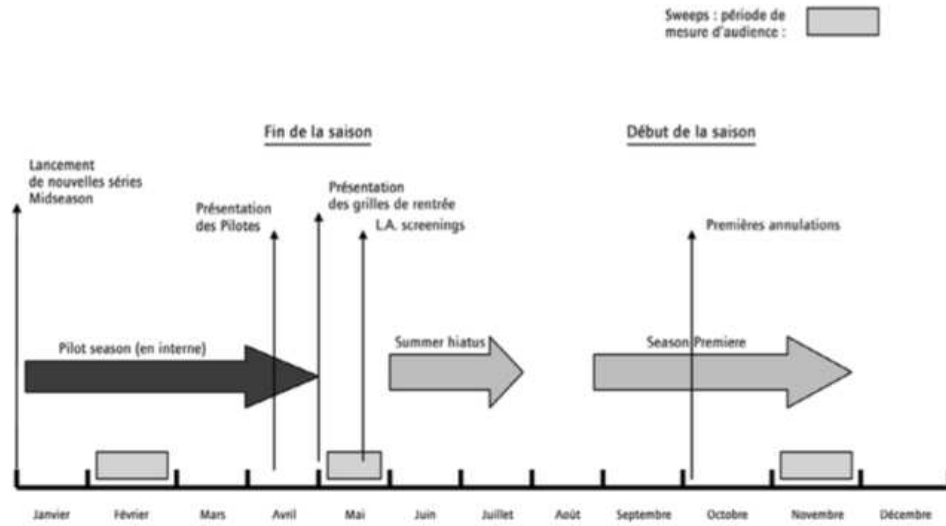 Sweeps : période de
mesure d'audience :
Fin de la saison
Début de la saison
Lancement
de nouvelles séries
Midseason
Présentation
des Pilotes
Présentation
des grilles de rentrée
L.A. screenings
Premières annulations
Pilot season (en interne)
Summer hiatus
Season Premiere
Janvier
Février
Mars
Avril
Mai
Juin
Juillet
Août
Septembre
Octobre
Novembre
Décembre